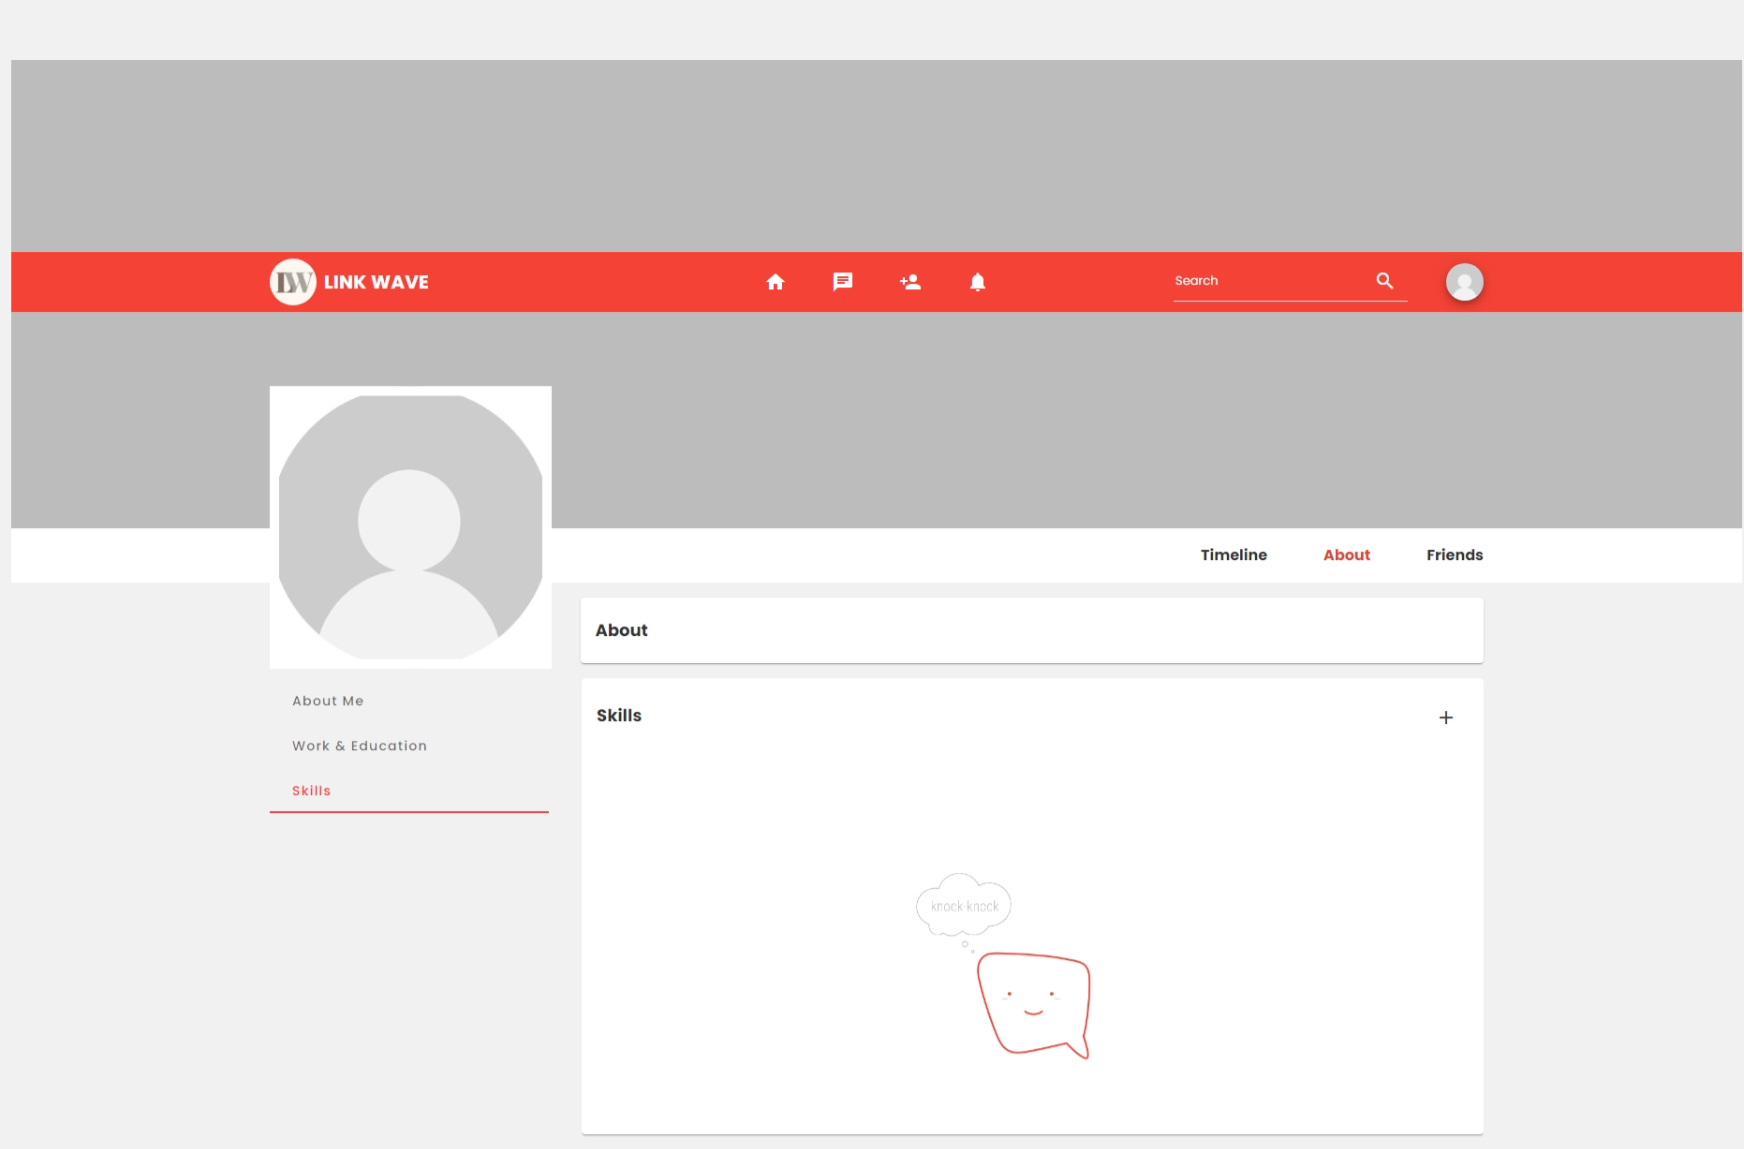 LW LINK WAVE
Search
Timeline About Friends
About
About Me
Work & Education
Skills
Skills
knock-knock